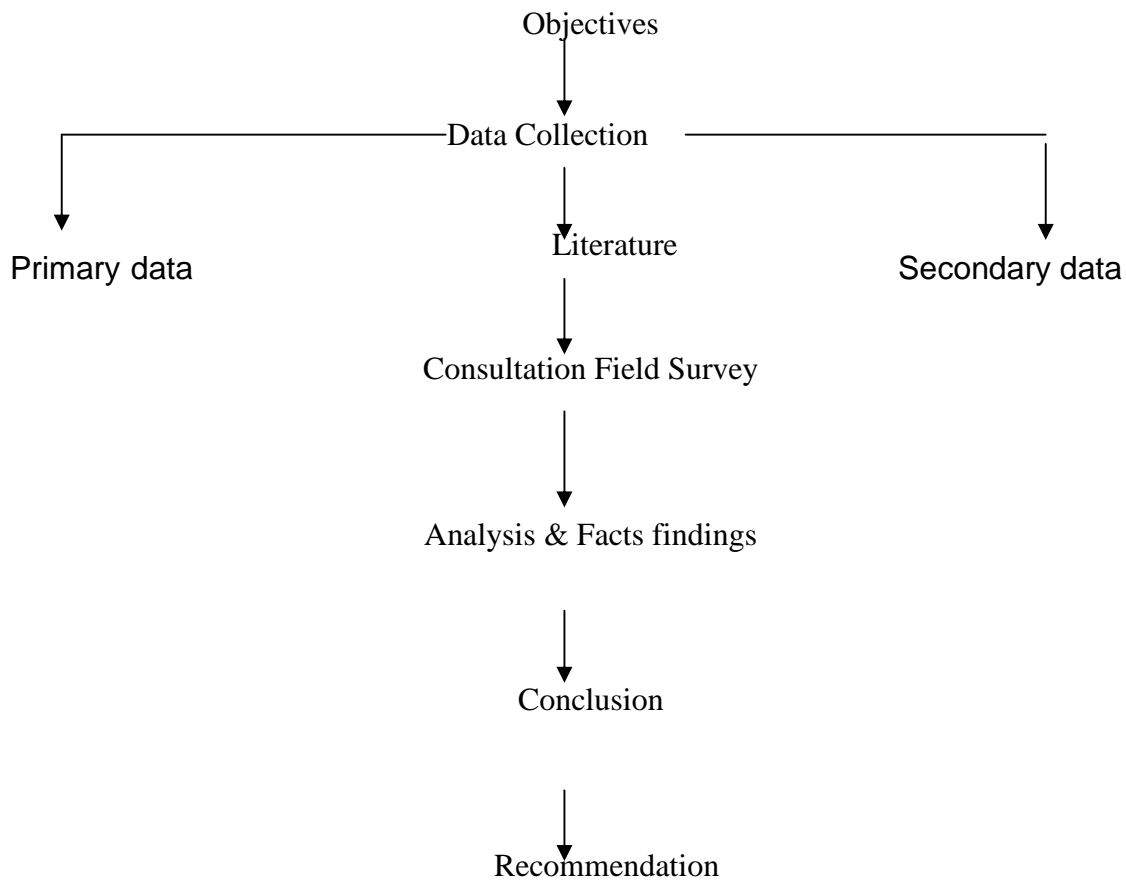 Objectives
Data Collection
Literature
Primary data
Secondary data
Consultation Field Survey
Analysis & Facts findings
Conclusion
Recommendation